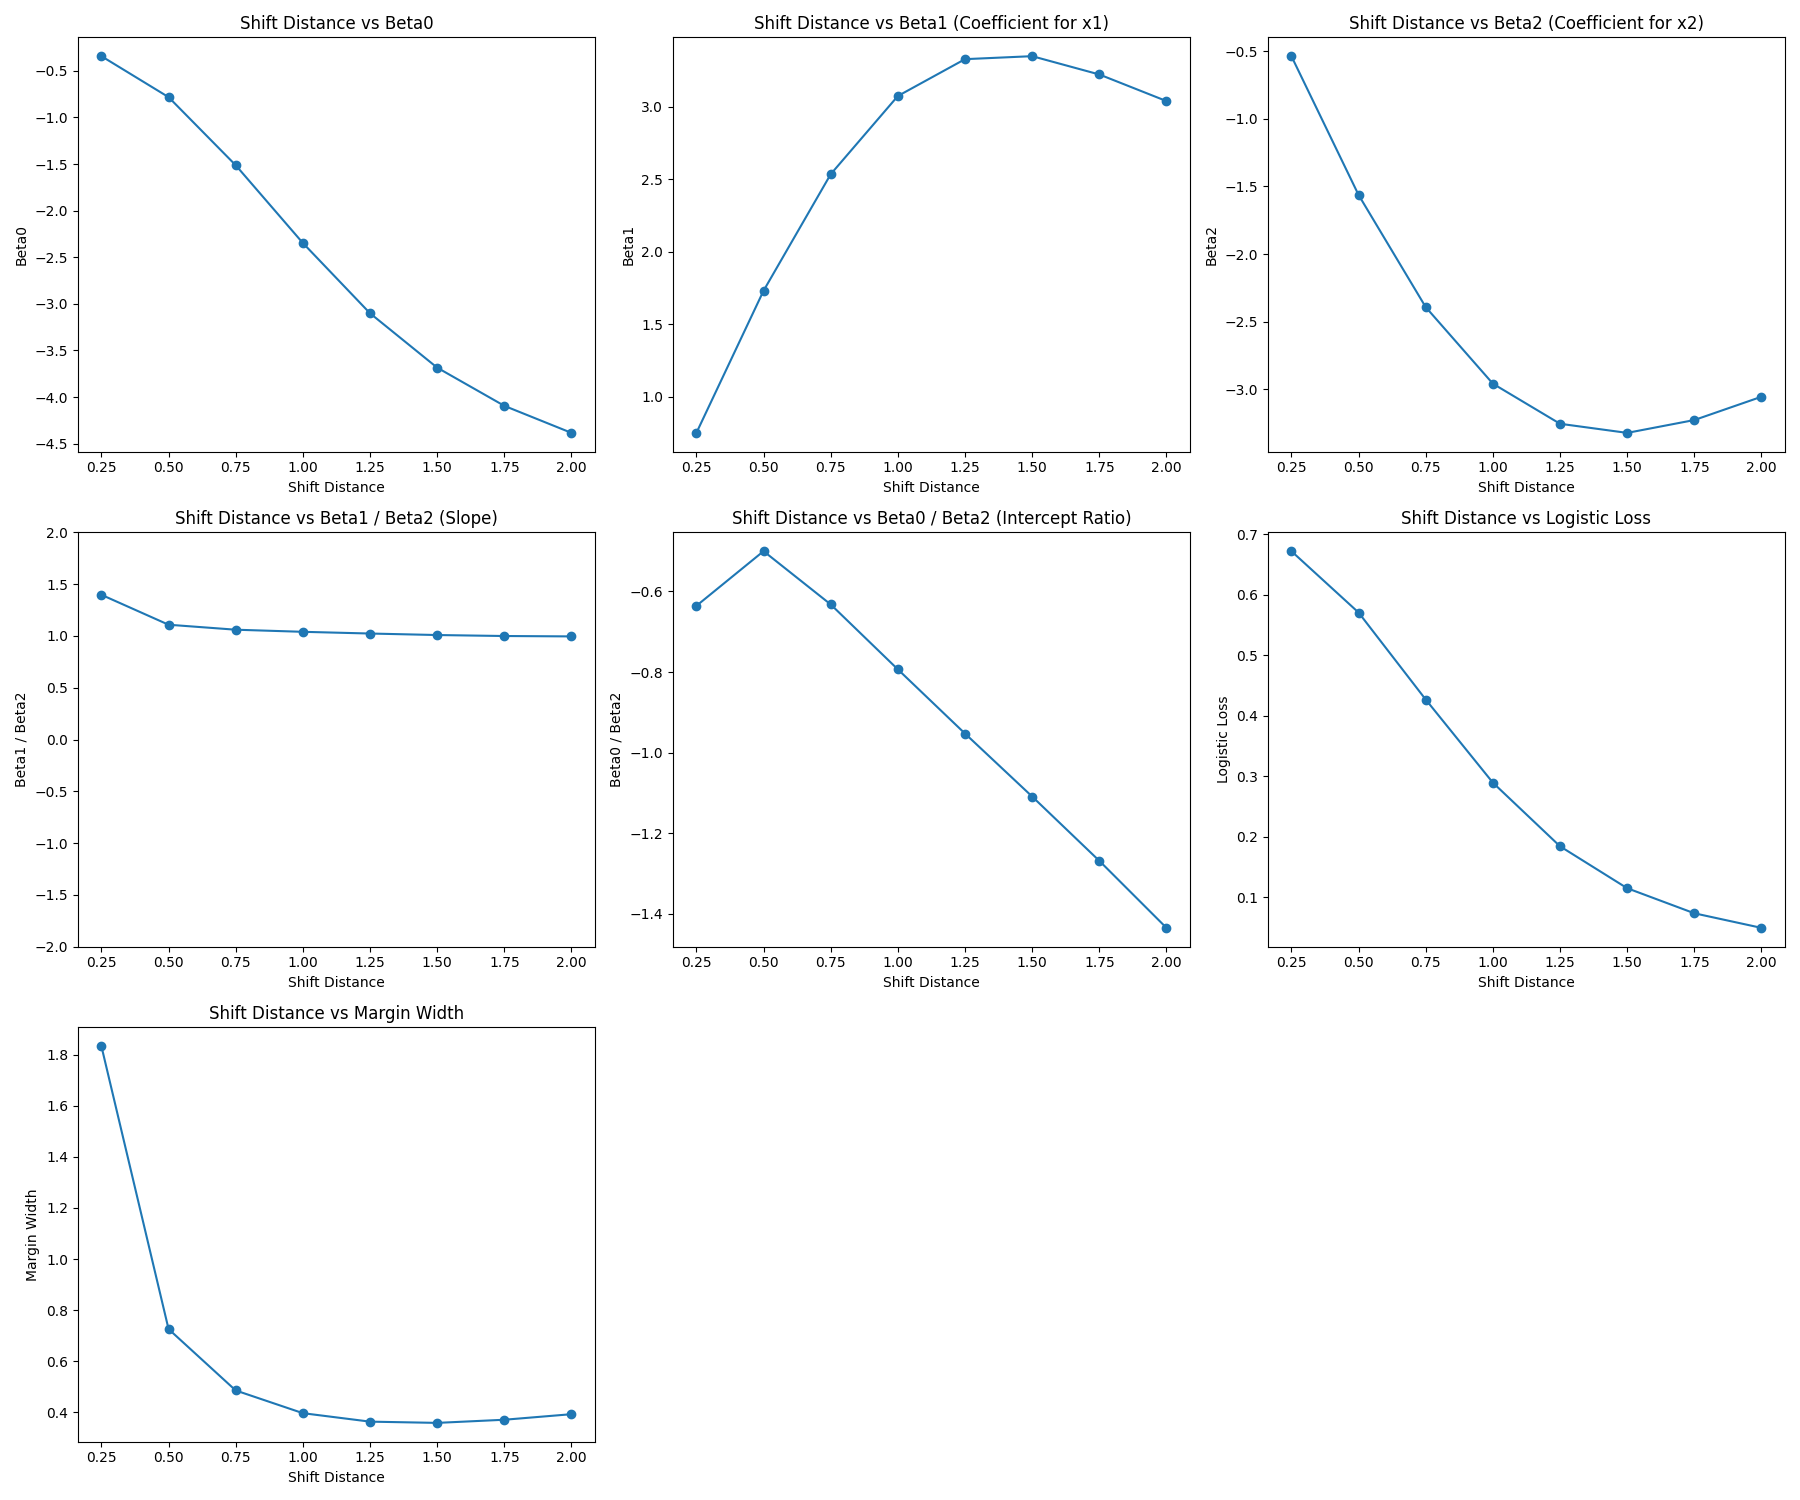 Shift Distance vs Beta0
Beta0
−0.5
−1.0
−1.5
−2.0
−2.5
−3.0
−3.5
−4.0
−4.5
0.25 0.50 0.75 1.00 1.25 1.50 1.75 2.00
Shift Distance
Shift Distance vs Beta1 (Coefficient for x1)
Beta1
3.0
2.5
2.0
1.5
1.0
0.25 0.50 0.75 1.00 1.25 1.50 1.75 2.00
Shift Distance
Shift Distance vs Beta2 (Coefficient for x2)
Beta2
−0.5
−1.0
−1.5
−2.0
−2.5
−3.0
0.25 0.50 0.75 1.00 1.25 1.50 1.75 2.00
Shift Distance
Shift Distance vs Beta1 / Beta2 (Slope)
Beta1 / Beta2
2.0
1.5
1.0
0.5
0.0
−0.5
−1.0
−1.5
−2.0
0.25 0.50 0.75 1.00 1.25 1.50 1.75 2.00
Shift Distance
Shift Distance vs Beta0 / Beta2 (Intercept Ratio)
Beta0 / Beta2
−0.6
−0.8
−1.0
−1.2
−1.4
0.25 0.50 0.75 1.00 1.25 1.50 1.75 2.00
Shift Distance
Shift Distance vs Logistic Loss
Logistic Loss
0.7
0.6
0.5
0.4
0.3
0.2
0.1
0.25 0.50 0.75 1.00 1.25 1.50 1.75 2.00
Shift Distance
Shift Distance vs Margin Width
Margin Width
1.8
1.6
1.4
1.2
1.0
0.8
0.6
0.4
0.25 0.50 0.75 1.00 1.25 1.50 1.75 2.00
Shift Distance